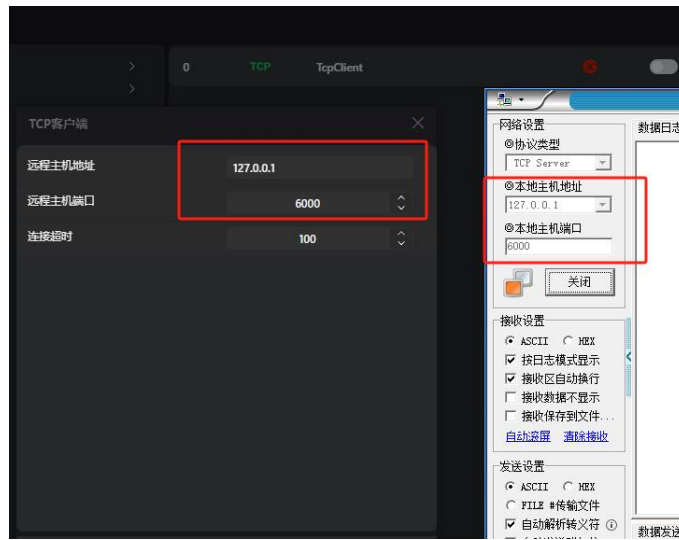 0 TCP TcpClient
TCP客户端
远程主机地址 127.0.0.1
远程主机端口 6000
连接超时 100
网络设置
数据日志
协议类型
TCP Server
本地主机地址
127.0.0.1
本地主机端口
6000
关闭
接收设置
ASCII HEX
按日志模式显示
接收区自动换行
接收数据不显示
接收保存到文件...
自动滚屏 清除接收
发送设置
ASCII HEX
FILE #传输文件
自动解析转义符
数据发送